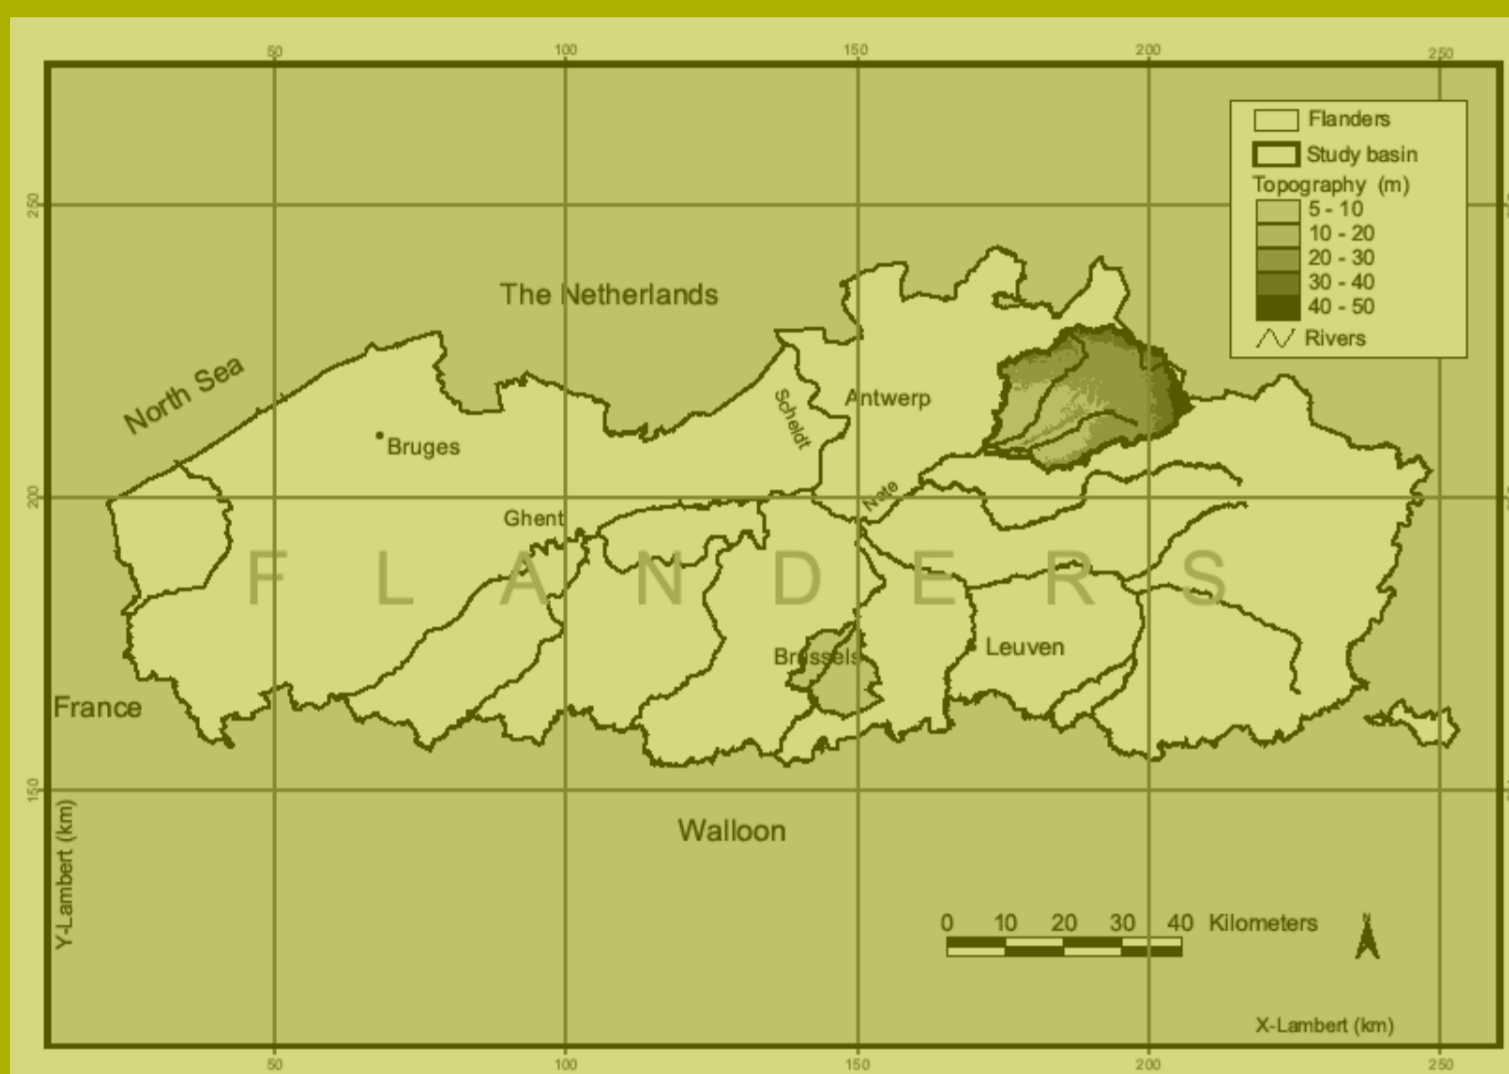 50 100 150 200 250
Flanders
Study basin
Topography (m)
5 - 10
10 - 20
20 - 30
30 - 40
40 - 50
Rivers
250
The Netherlands
North Sea
Antwerp
Scheldt
Bruges
200
Nete
Ghent
FLANDERS
Brussels
Leuven
France
150
Walloon
Y-Lambert (km)
0 10 20 30 40 Kilometers
N
X-Lambert (km)
50 100 150 200 250